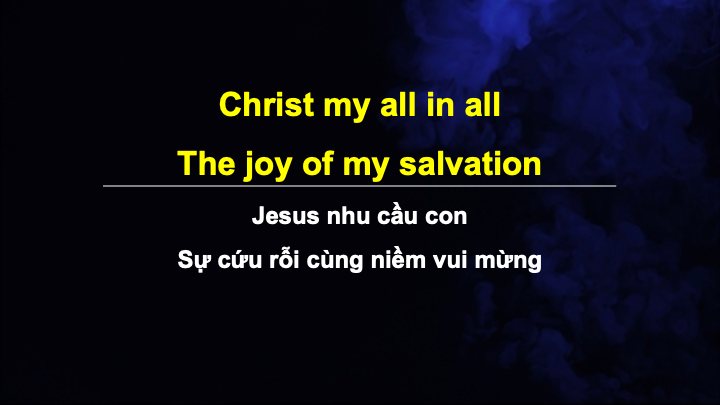 Christ my all in all
The joy of my salvation
Jesus nhu cầu con
Sự cứu rỗi cùng niềm vui mừng